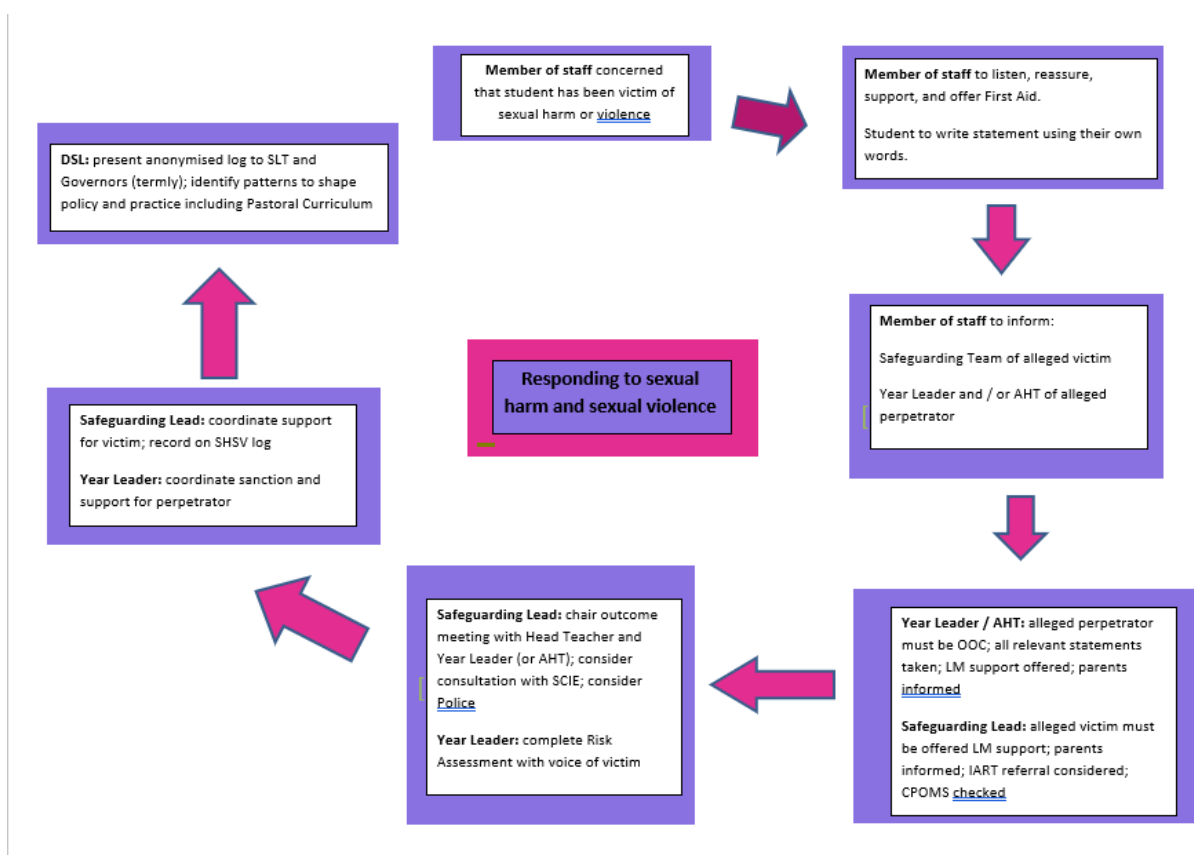 Member of staff concerned
that student has been victim of
sexual harm or violence
Member of staff to listen, reassure,
support, and offer First Aid.
Student to write statement using their own
words.
Member of staff to inform:
Safeguarding Team of alleged victim
Year Leader and / or AHT of alleged
perpetrator
Year Leader / AHT: alleged perpetrator
must be OOC; all relevant statements
taken; LM support offered; parents
informed
Safeguarding Lead: alleged victim must
be offered LM support; parents
informed; IART referral considered;
CPOMS checked
Safeguarding Lead: chair outcome
meeting with Head Teacher and
Year Leader (or AHT); consider
consultation with SCIE; consider
Police
Year Leader: complete Risk
Assessment with voice of victim
Safeguarding Lead: coordinate support
for victim; record on SHSV log
Year Leader: coordinate sanction and
support for perpetrator
DSL: present anonymised log to SLT and
Governors (termly); identify patterns to shape
policy and practice including Pastoral Curriculum
Responding to sexual
harm and sexual violence